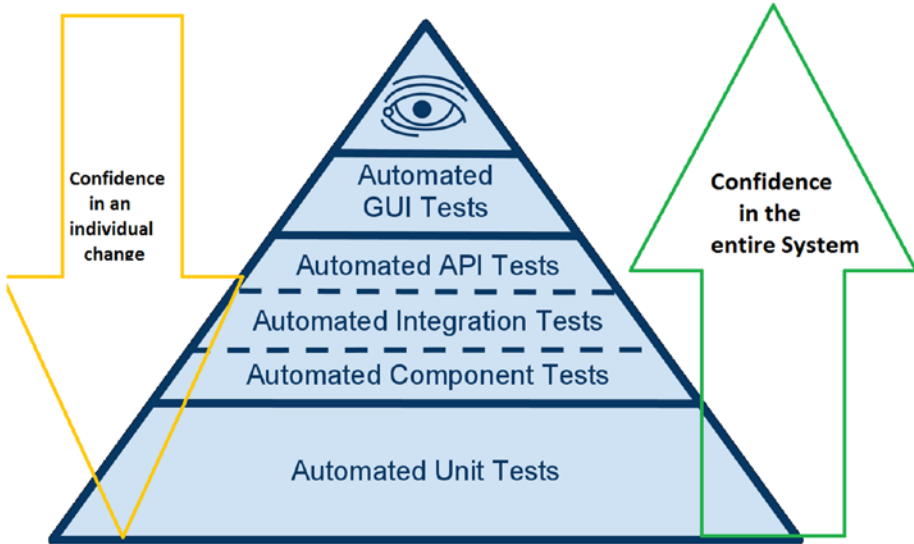 Confidence
in an
individual
change
Automated
GUI Tests
Automated API Tests
Automated Integration Tests
Automated Component Tests
Automated Unit Tests
Confidence
in the
entire System